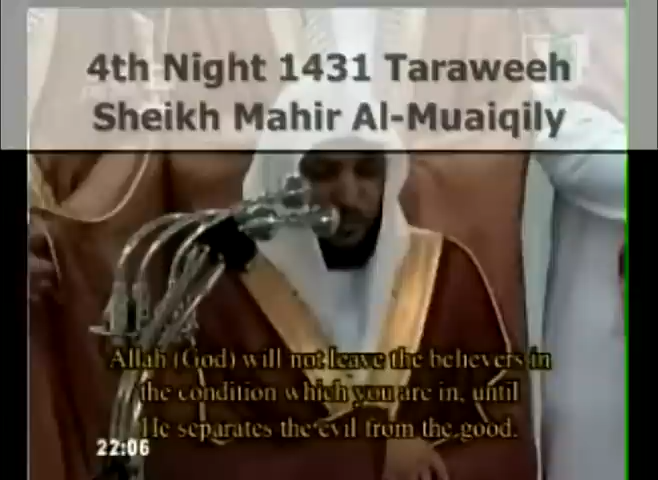 4th Night 1431 Taraweeh
Sheikh Mahir Al-Muaiqily
Allah (God) will not leave the believers in
the condition which you are in, until
He separates the evil from the good.
22:06